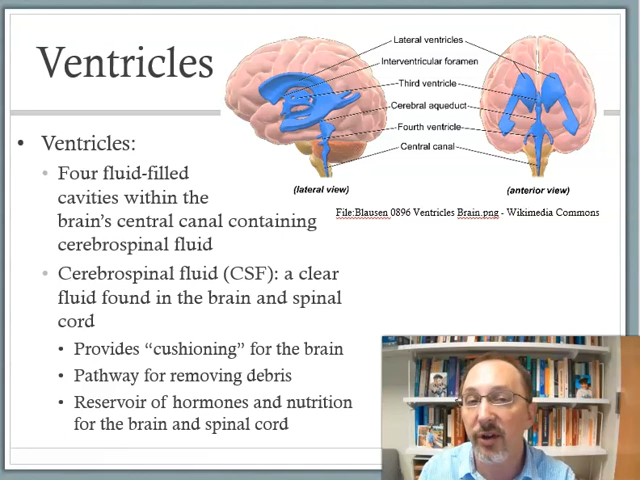 Ventricles
Lateral ventricles
Interventricular foramen
Third ventricle
Cerebral aqueduct
Fourth ventricle
Central canal
(lateral view)
(anterior view)
File:Blausen 0896 Ventricles Brain.png - Wikimedia Commons
• Ventricles:
• Four fluid-filled
cavities within the
brain's central canal containing
cerebrospinal fluid
• Cerebrospinal fluid (CSF): a clear
fluid found in the brain and spinal
cord
• Provides “cushioning” for the brain
• Pathway for removing debris
• Reservoir of hormones and nutrition
for the brain and spinal cord